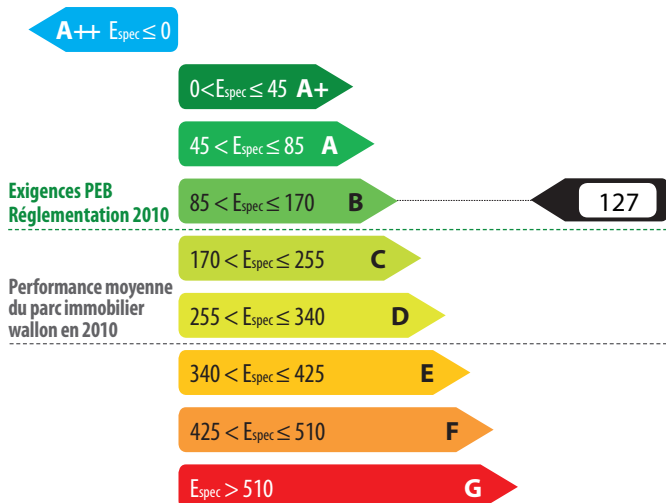 A++ Espec ≤ 0
0 < Espec ≤ 45 A+
45 < Espec ≤ 85 A
Exigences PEB
Réglementation 2010
85 < Espec ≤ 170 B
127
170 < Espec ≤ 255 C
Performance moyenne
du parc immobilier
wallon en 2010
255 < Espec ≤ 340 D
340 < Espec ≤ 425 E
425 < Espec ≤ 510 F
Espec > 510 G